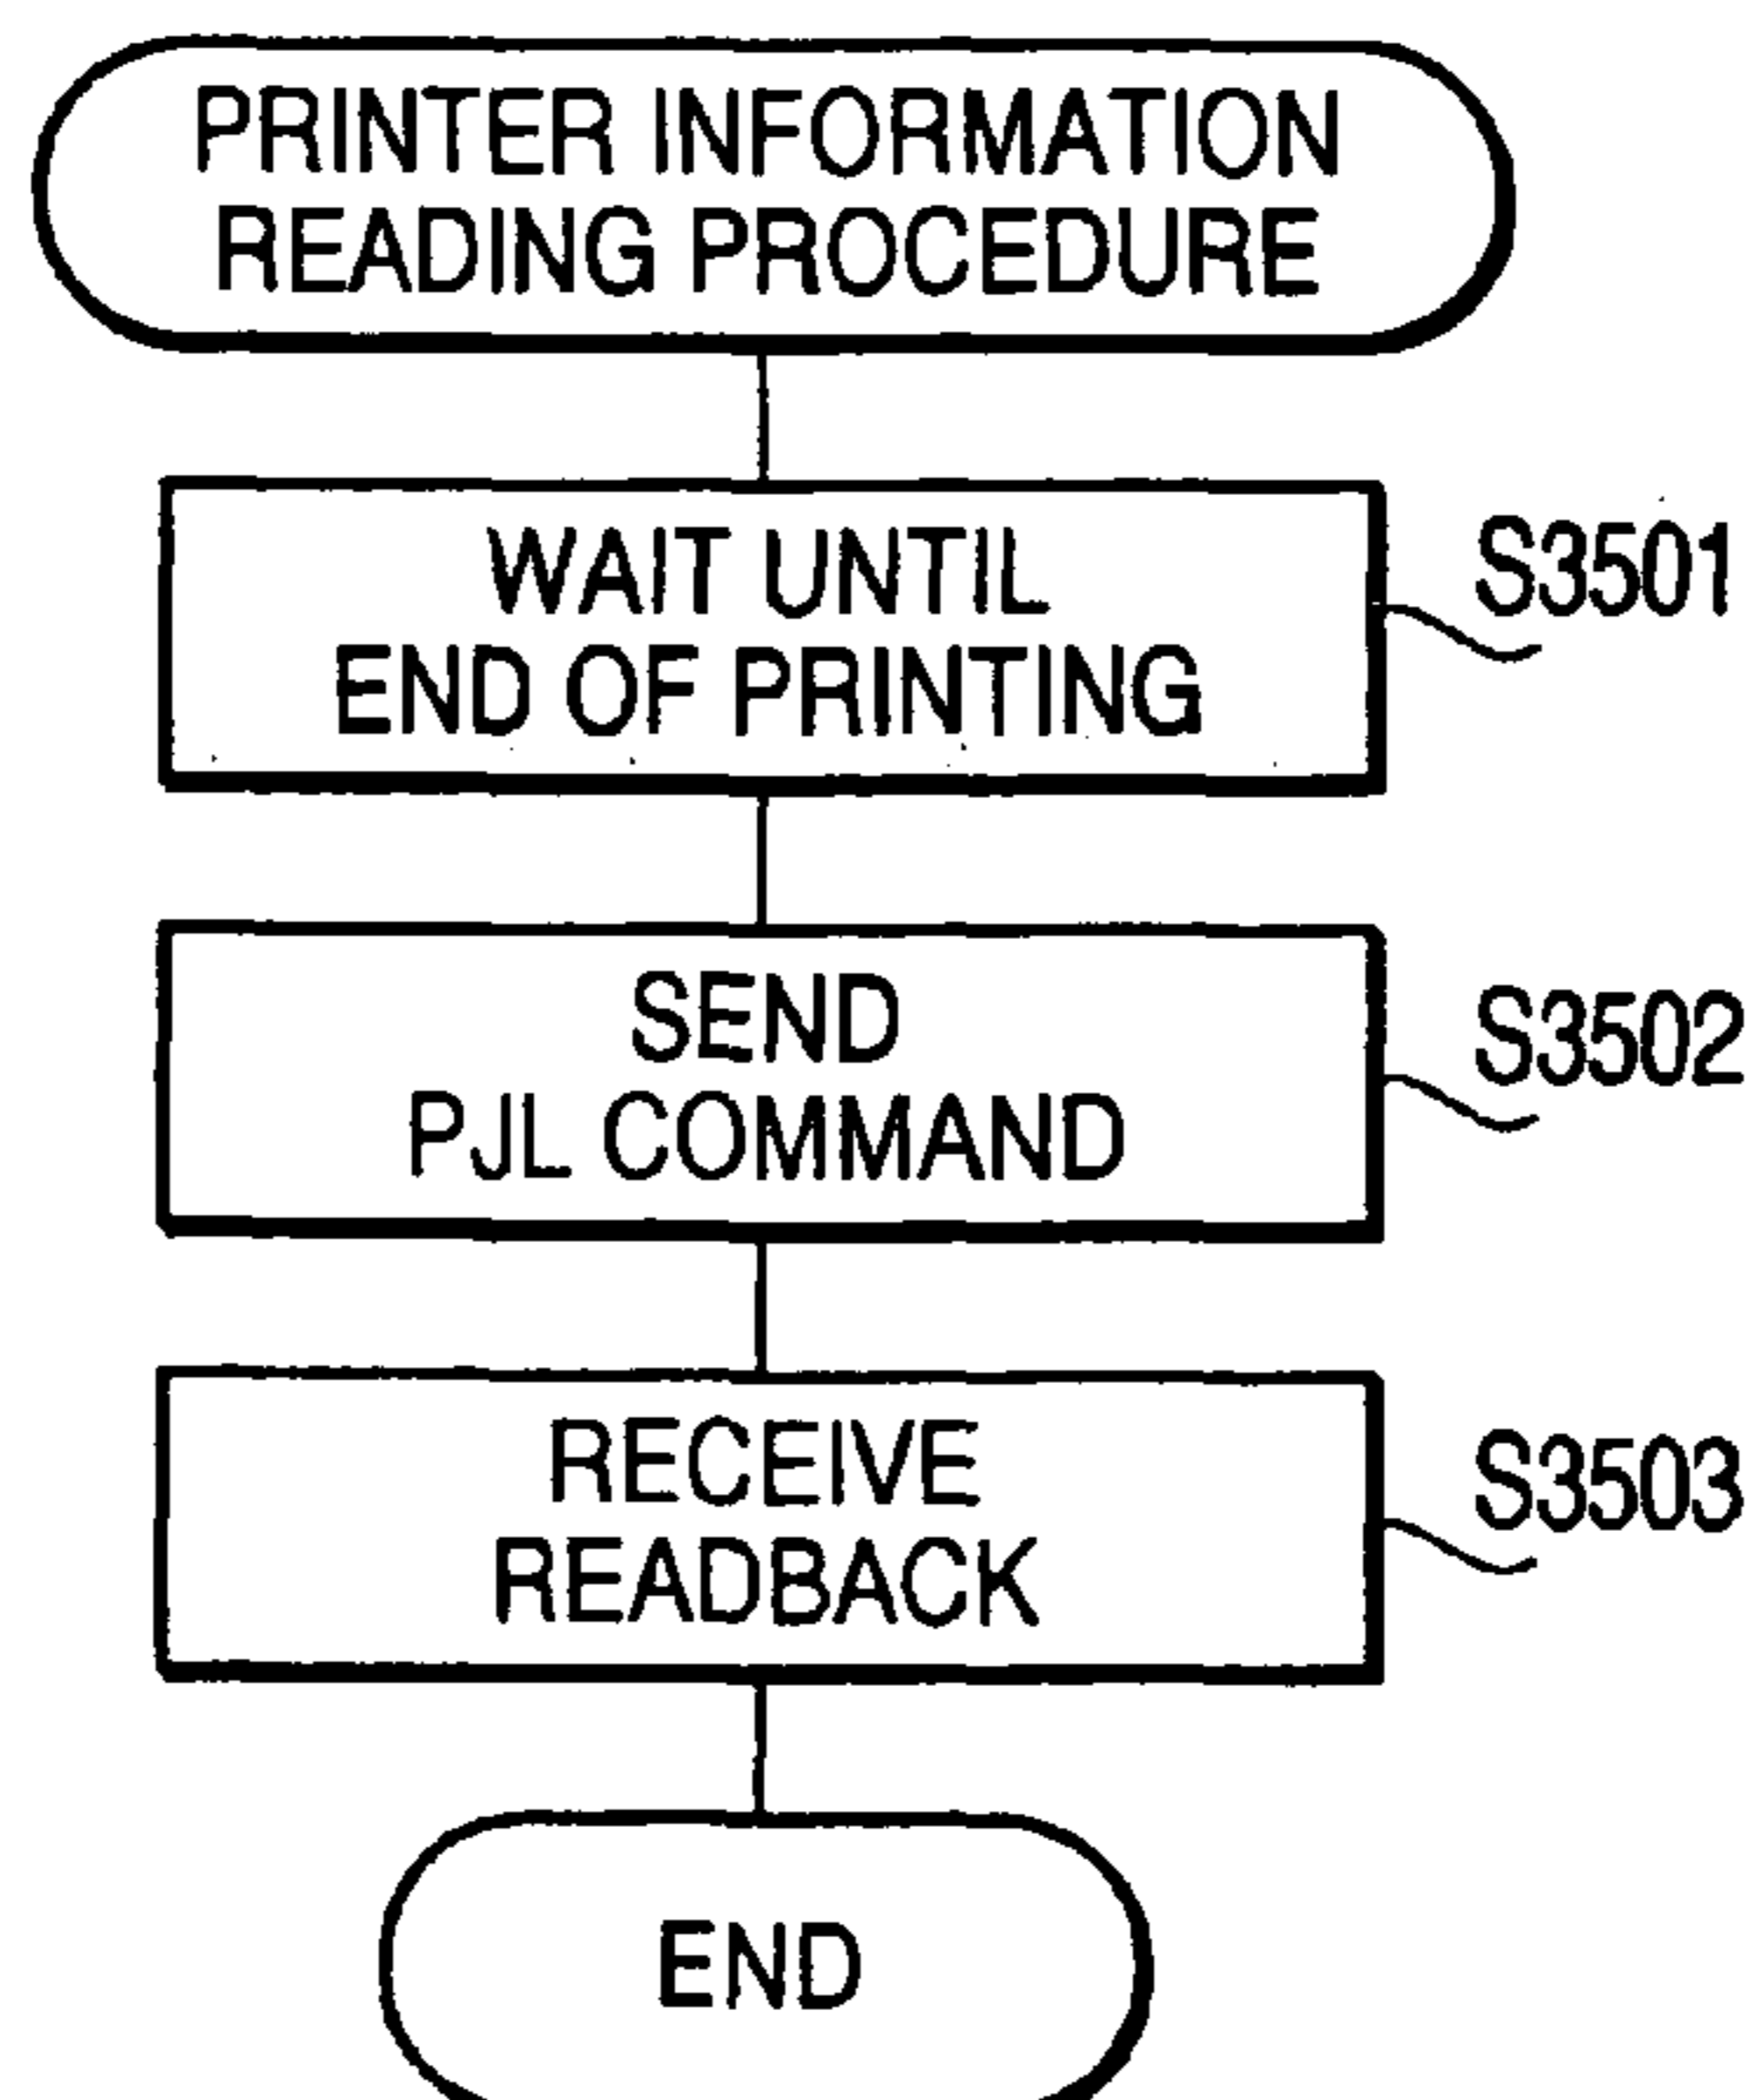 PRINTER INFORMATION
READING PROCEDURE
WAIT UNTIL
END OF PRINTING
S3501
SEND
PJL COMMAND
S3502
RECEIVE
READBACK
S3503
END